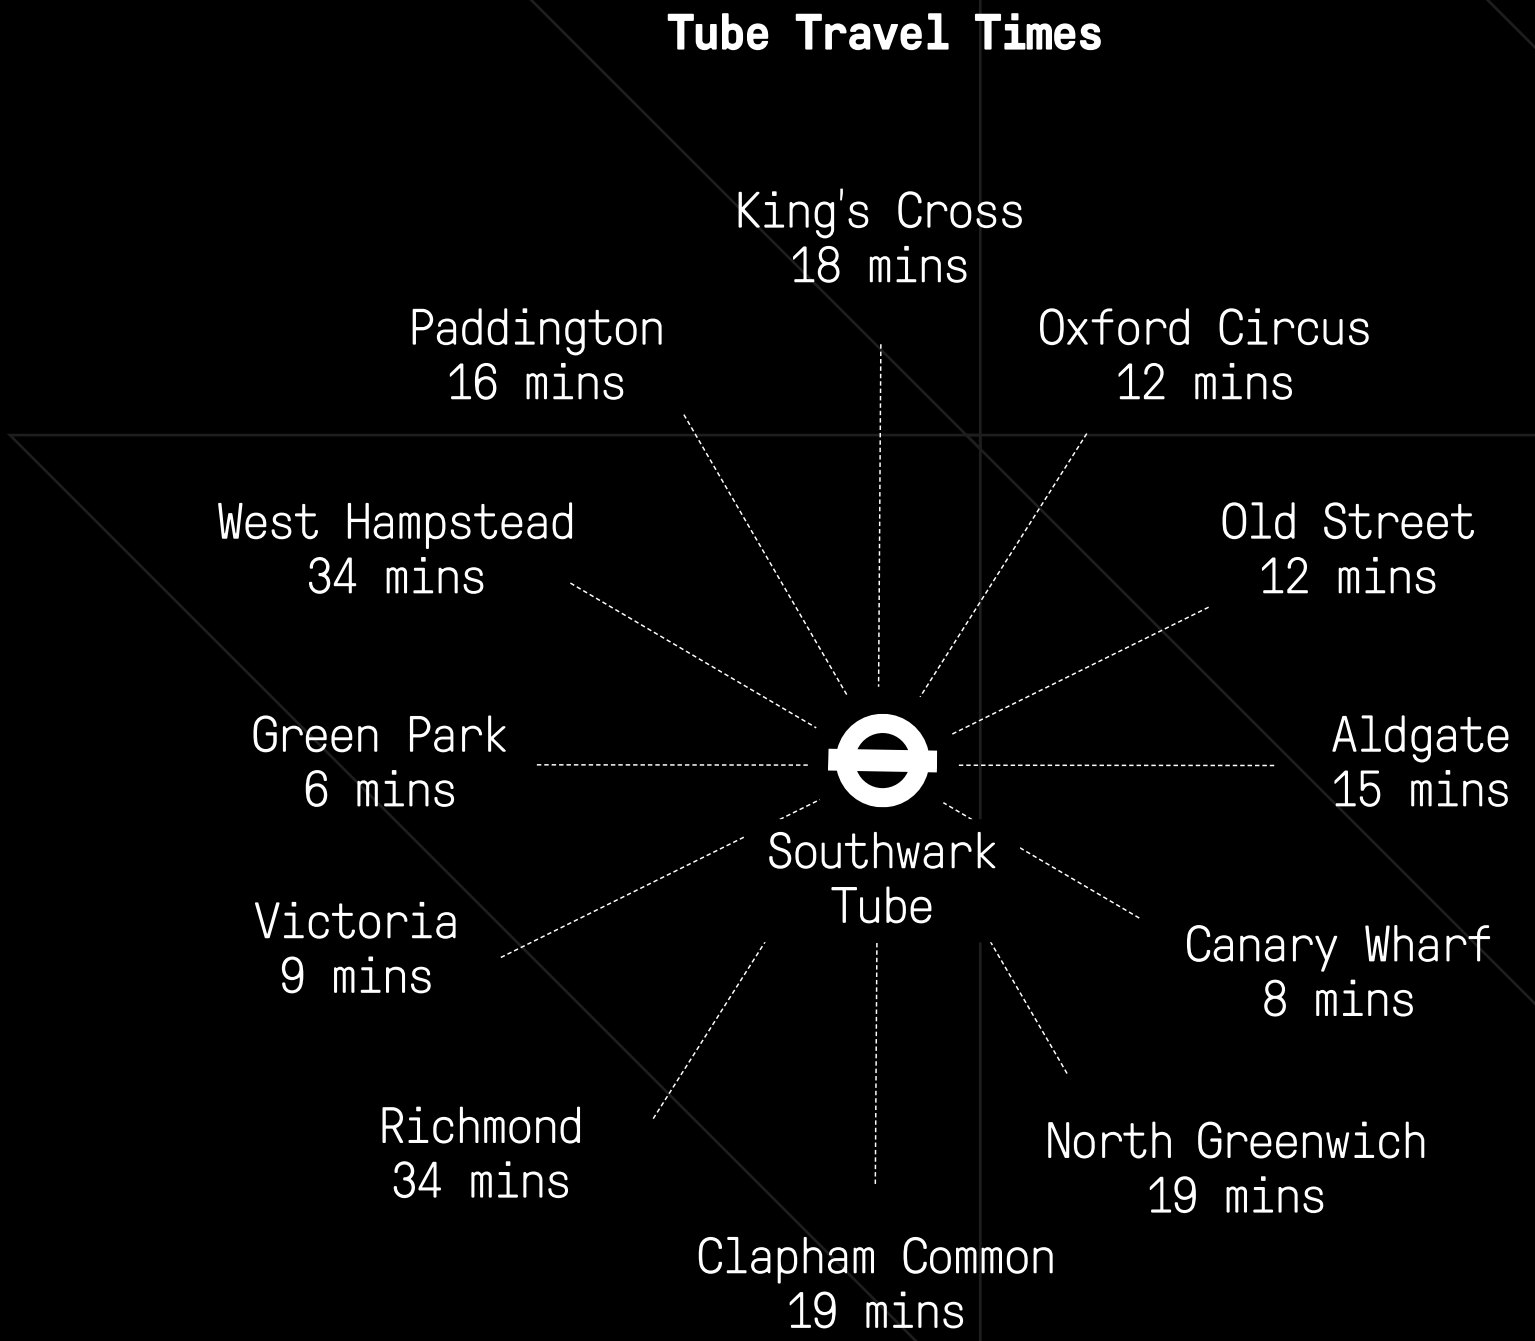 Tube Travel Times
King's Cross
18 mins
Paddington
16 mins
Oxford Circus
12 mins
West Hampstead
34 mins
Old Street
12 mins
Green Park
6 mins
Aldgate
15 mins
Southwark
Tube
Victoria
9 mins
Canary Wharf
8 mins
Richmond
34 mins
North Greenwich
19 mins
Clapham Common
19 mins